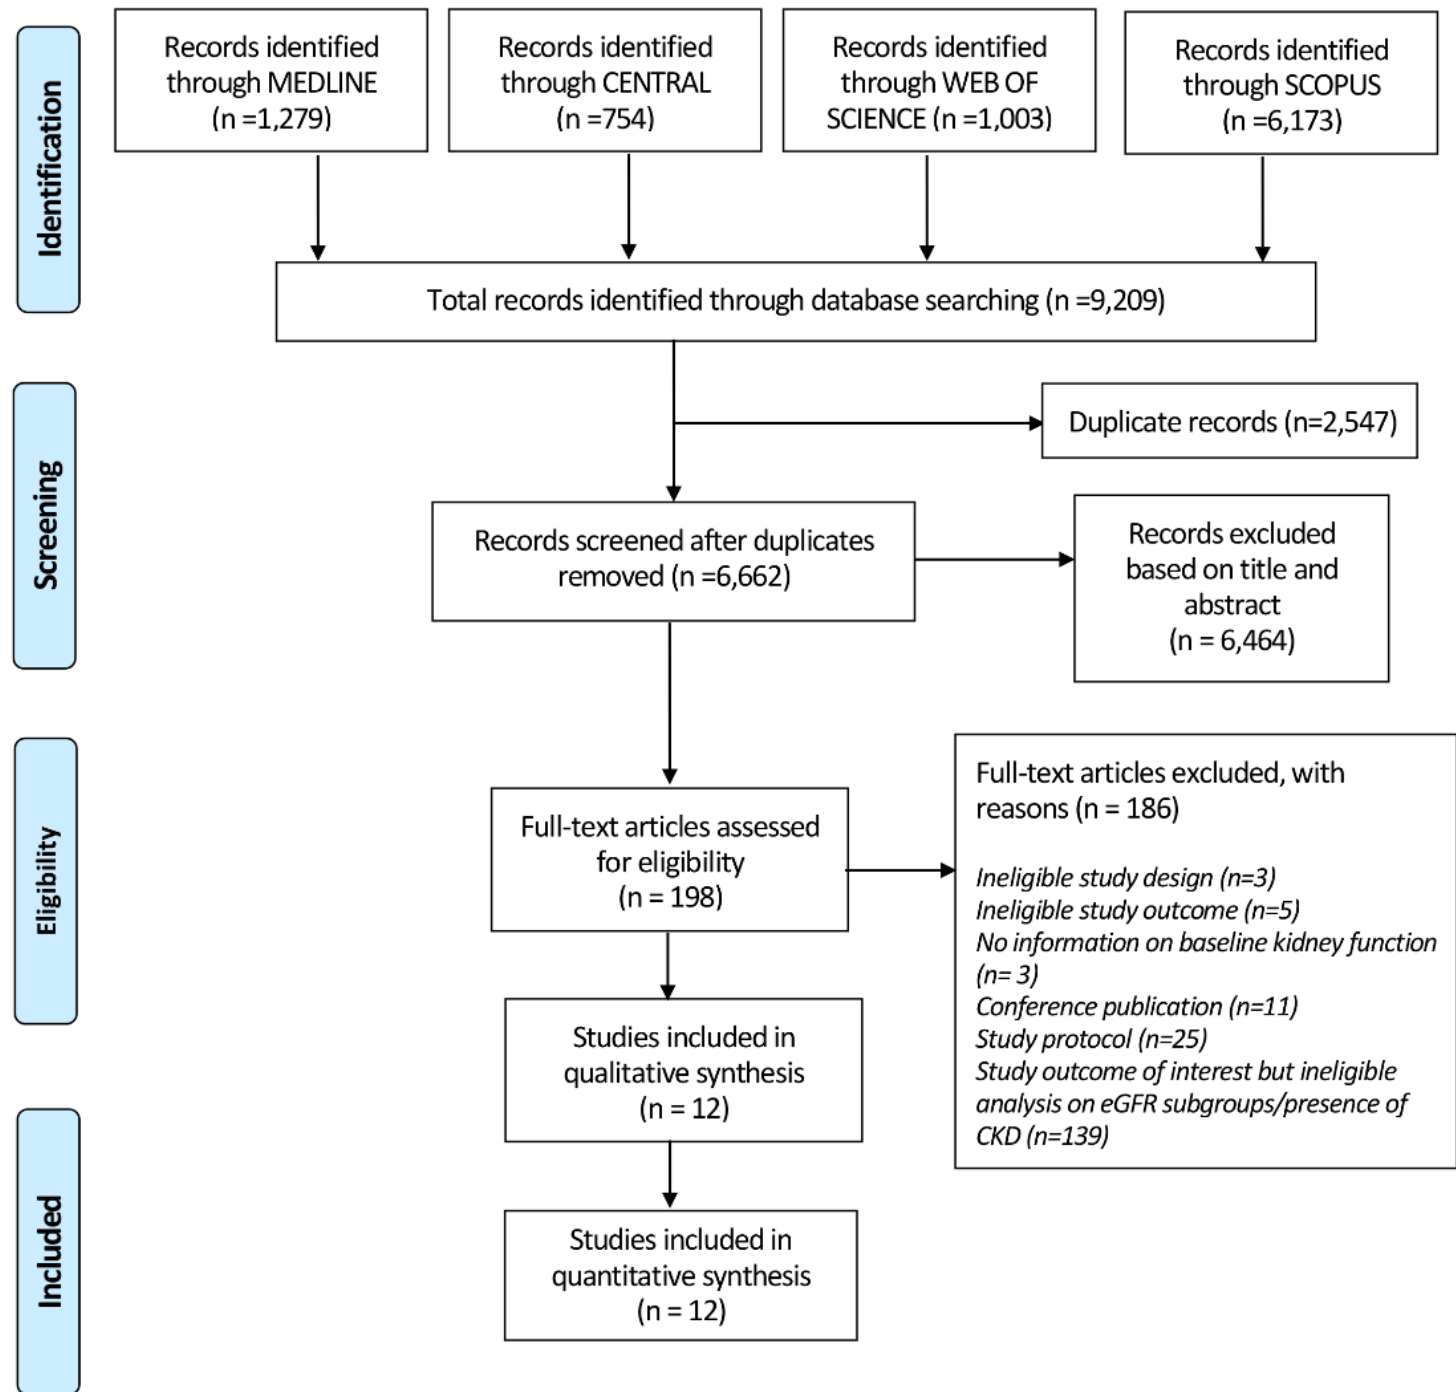 Identification
Records identified
through MEDLINE
(n =1,279)
Records identified
through CENTRAL
(n =754)
Records identified
through WEB OF
SCIENCE (n =1,003)
Records identified
through SCOPUS
(n =6,173)
Total records identified through database searching (n =9,209)
Screening
Duplicate records (n=2,547)
Records screened after duplicates
removed (n =6,662)
Records excluded
based on title and
abstract
(n = 6,464)
Eligibility
Full-text articles assessed
for eligibility
(n = 198)
Full-text articles excluded, with
reasons (n = 186)
Ineligible study design (n=3)
Ineligible study outcome (n=5)
No information on baseline kidney function
(n= 3)
Conference publication (n=11)
Study protocol (n=25)
Study outcome of interest but ineligible
analysis on eGFR subgroups/presence of
CKD (n=139)
Studies included in
qualitative synthesis
(n = 12)
Included
Studies included in
quantitative synthesis
(n = 12)